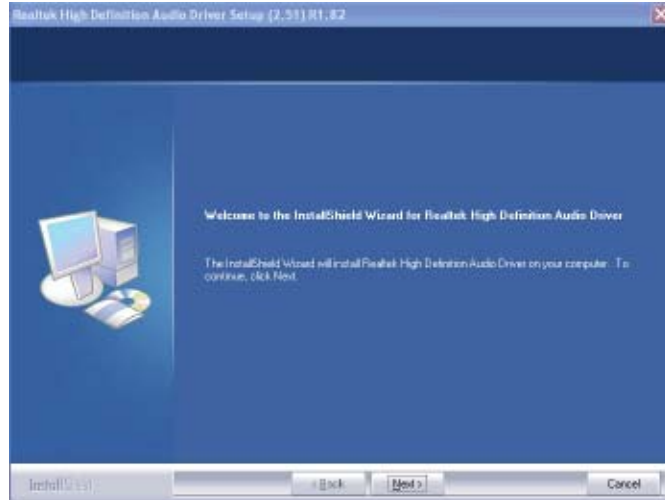 Realtek High Definition Audio Driver Setup (2.51) R1.82
Welcome to the InstallShield Wizard for Realtek High Definition Audio Driver
The InstallShield Wizard will install Realtek High Definition Audio Driver on your computer. To
continue, click Next.
InstallShield
< Back
Next >
Cancel